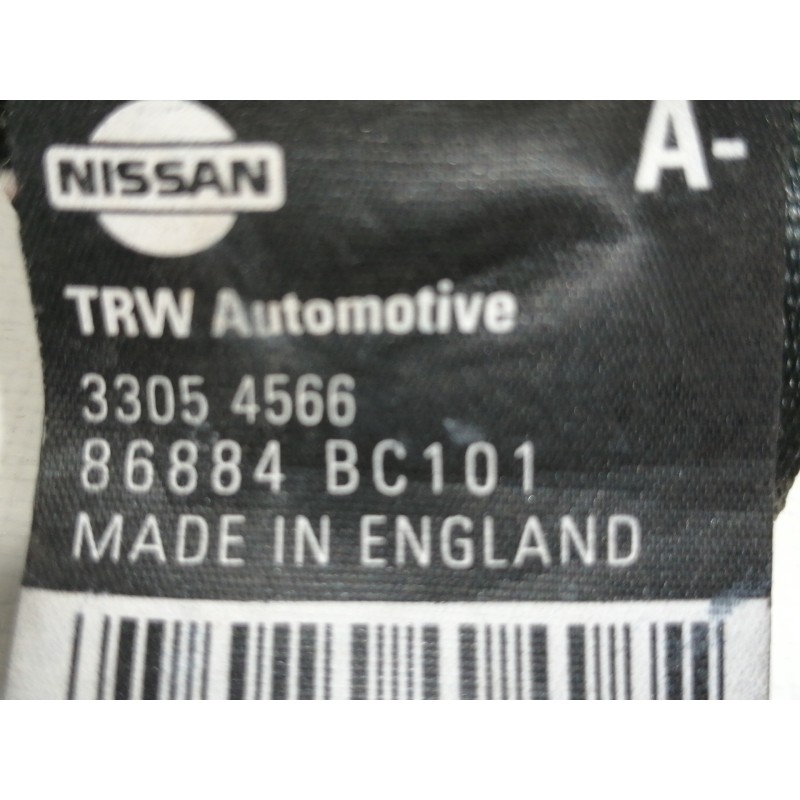 NISSAN
A-
TRW Automotive
3305 4566
86884 BC101
MADE IN ENGLAND